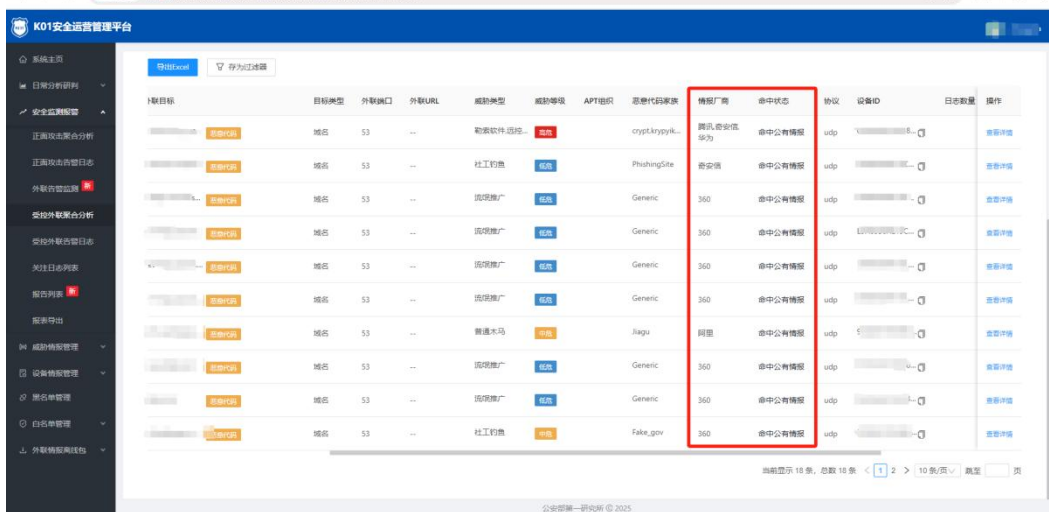 K01安全运营管理平台
系统主页
日常分析研判
安全监测报警
正面攻击聚合分析
正面攻击告警日志
外联告警监测 新
受控外联聚合分析
受控外联告警日志
关注日志列表
报告列表 新
报表导出
威胁情报管理
设备情报管理
黑名单管理
白名单管理
外联情报离线包
导出Excel 存为过滤器
外联目标 目标类型 外联端口 外联URL 威胁类型 威胁等级 APT组织 恶意代码家族 情报厂商 命中状态 协议 设备ID 日志数量 操作
恶意代码 域名 53 -- 勒索软件,远控... 高危 crypt.krypyik... 腾讯,奇安信, 华为 命中公有情报 udp 查看详情
恶意代码 域名 53 -- 社工钓鱼 低危 PhishingSite 奇安信 命中公有情报 udp 查看详情
恶意代码 域名 53 -- 流氓推广 低危 Generic 360 命中公有情报 udp 查看详情
恶意代码 域名 53 -- 流氓推广 低危 Generic 360 命中公有情报 udp 查看详情
恶意代码 域名 53 -- 流氓推广 低危 Generic 360 命中公有情报 udp 查看详情
恶意代码 域名 53 -- 流氓推广 低危 Generic 360 命中公有情报 udp 查看详情
恶意代码 域名 53 -- 普通木马 中危 Jiagu 阿里 命中公有情报 udp 查看详情
恶意代码 域名 53 -- 流氓推广 低危 Generic 360 命中公有情报 udp 查看详情
恶意代码 域名 53 -- 流氓推广 低危 Generic 360 命中公有情报 udp 查看详情
恶意代码 域名 53 -- 社工钓鱼 中危 Fake_gov 360 命中公有情报 udp 查看详情
当前显示 18 条, 总数 18 条 < 1 2 > 10 条/页 跳至 页
公安部第一研究所 © 2025